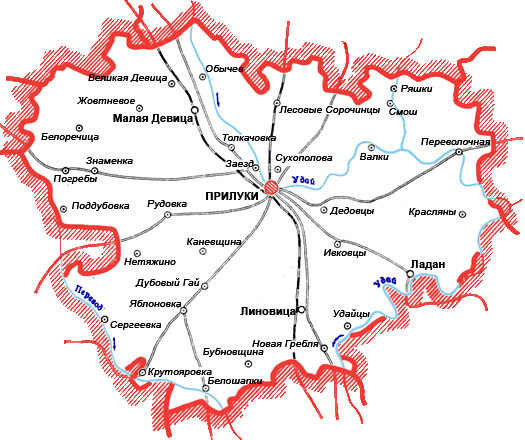 Обычев
Великая Девица
Ряшки
Жовтневое
Лесовые Сорочинцы
Смош
Малая Девица
Белоречица
Толкачовка
Переволочная
Сухополова
Валки
Знаменка
Завад
Погребы
Удай
ПРИЛУКИ
Поддубовка
Рудовка
Дедовцы
Красляны
Каневщина
Ивковцы
Нетяжино
Ладан
Дубовый Гай
Удай
Перевод
Яблоновка
Линовица
Сергеевка
Удайцы
Новая Гребля
Бубновщина
Крутояровка
Белошапки